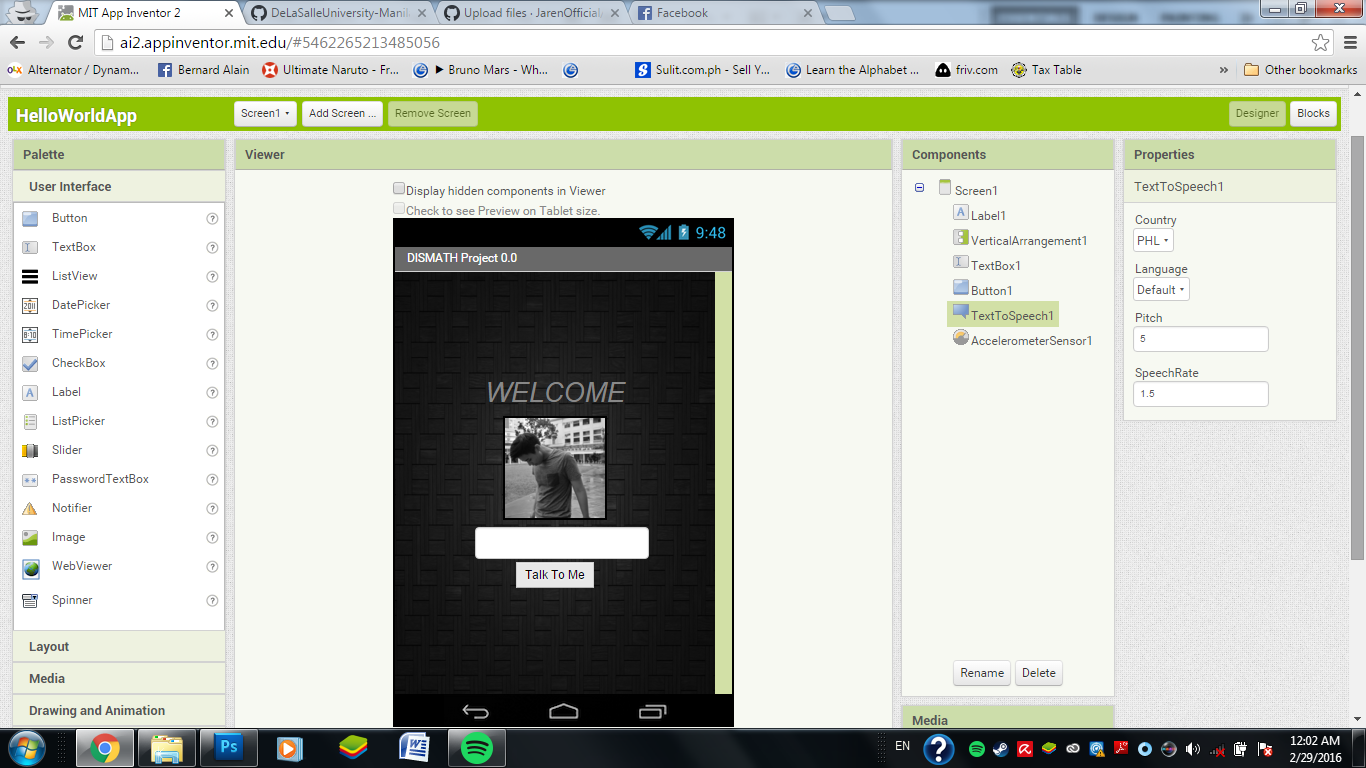 MIT App Inventor 2
DeLaSalleUniversity-Manil
Upload files · JarenOfficial
Facebook
ai2.appinventor.mit.edu/#5462265213485056
Alternator / Dynam...
Bernard Alain
Ultimate Naruto - Fr...
► Bruno Mars - Wh...
Sulit.com.ph - Sell Y...
Learn the Alphabet ...
friv.com
Tax Table
»
Other bookmarks
HelloWorldApp
Screen1
Add Screen ...
Remove Screen
Designer
Blocks
Palette
User Interface
Button
TextBox
ListView
DatePicker
TimePicker
CheckBox
Label
ListPicker
Slider
PasswordTextBox
Notifier
Image
WebViewer
Spinner
Layout
Media
Drawing and Animation
Viewer
Display hidden components in Viewer
Check to see Preview on Tablet size.
9:48
DISMATH Project 0.0
WELCOME
Talk To Me
Components
Screen1
Label1
VerticalArrangement1
TextBox1
Button1
TextToSpeech1
AccelerometerSensor1
Rename
Delete
Media
Properties
TextToSpeech1
Country
PHL
Language
Default
Pitch
5
SpeechRate
1.5
EN
12:02 AM
2/29/2016